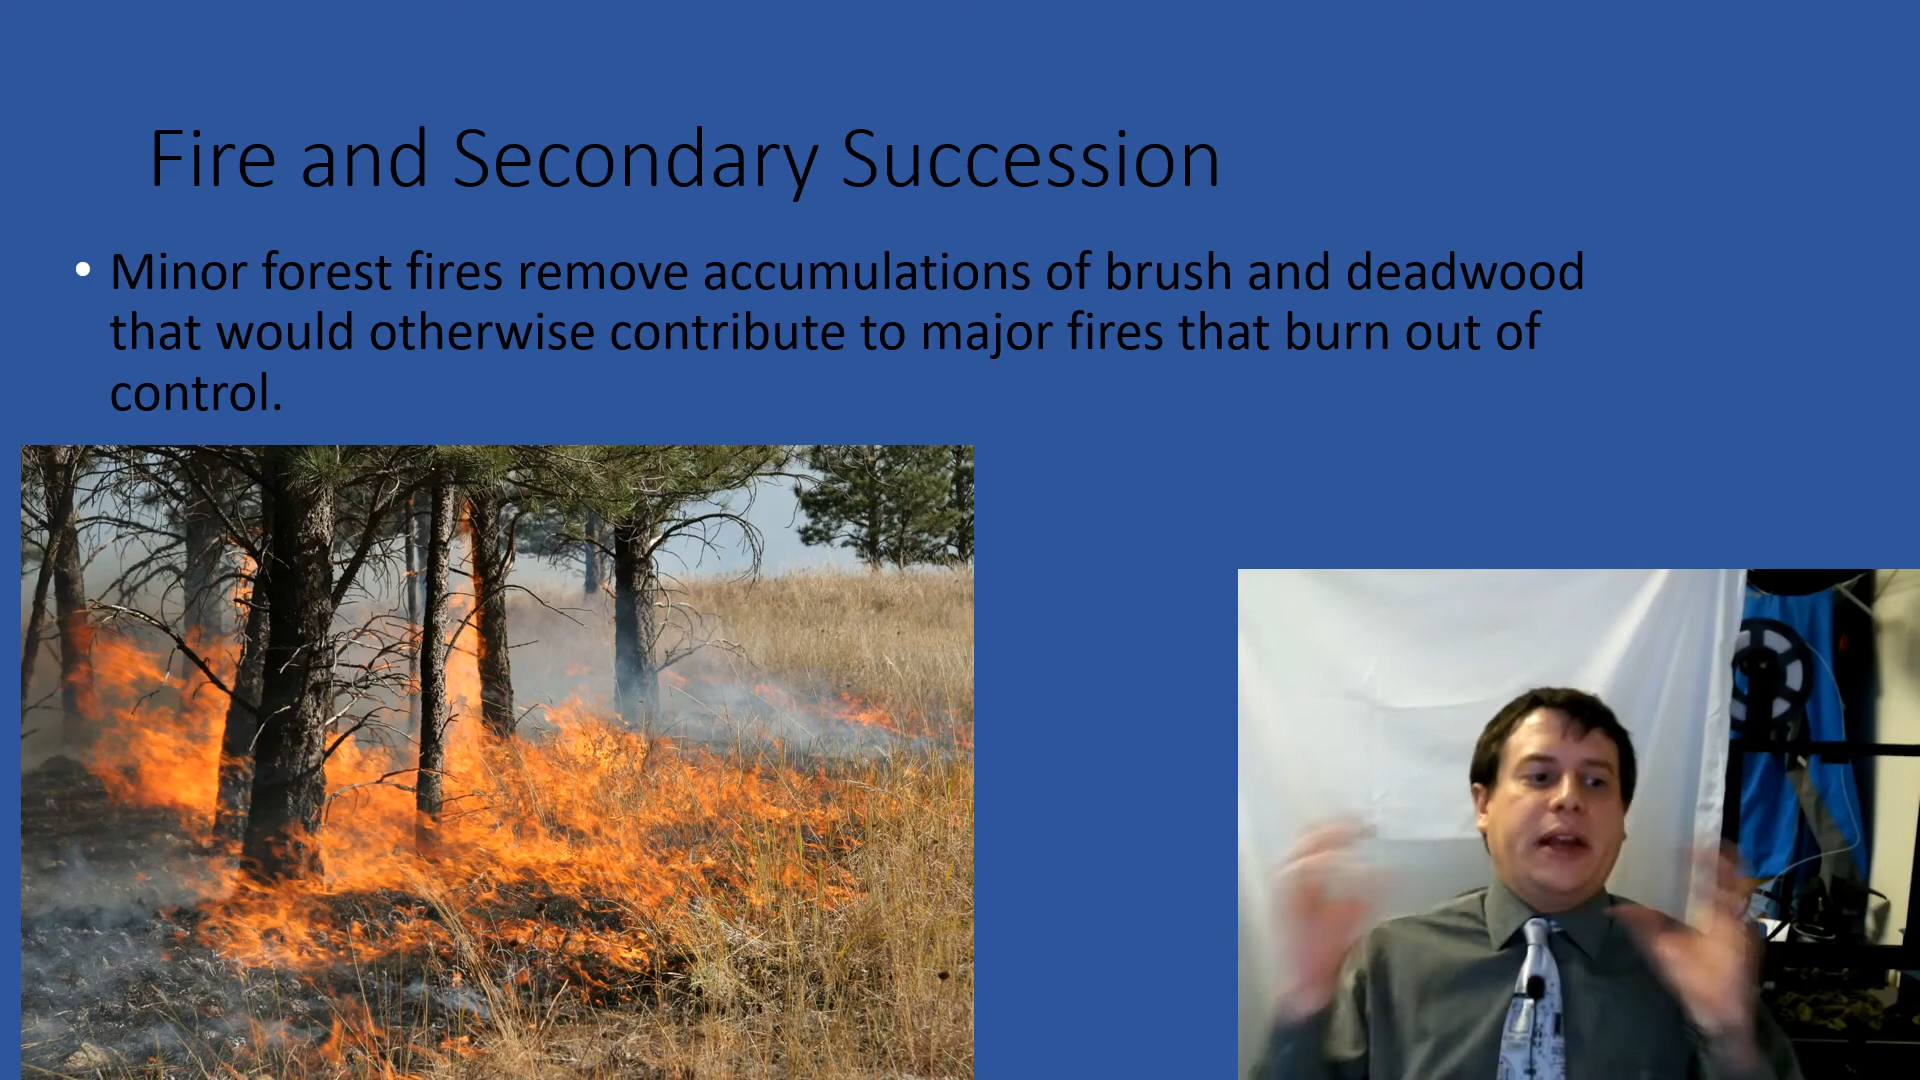 Fire and Secondary Succession
• Minor forest fires remove accumulations of brush and deadwood
that would otherwise contribute to major fires that burn out of
control.